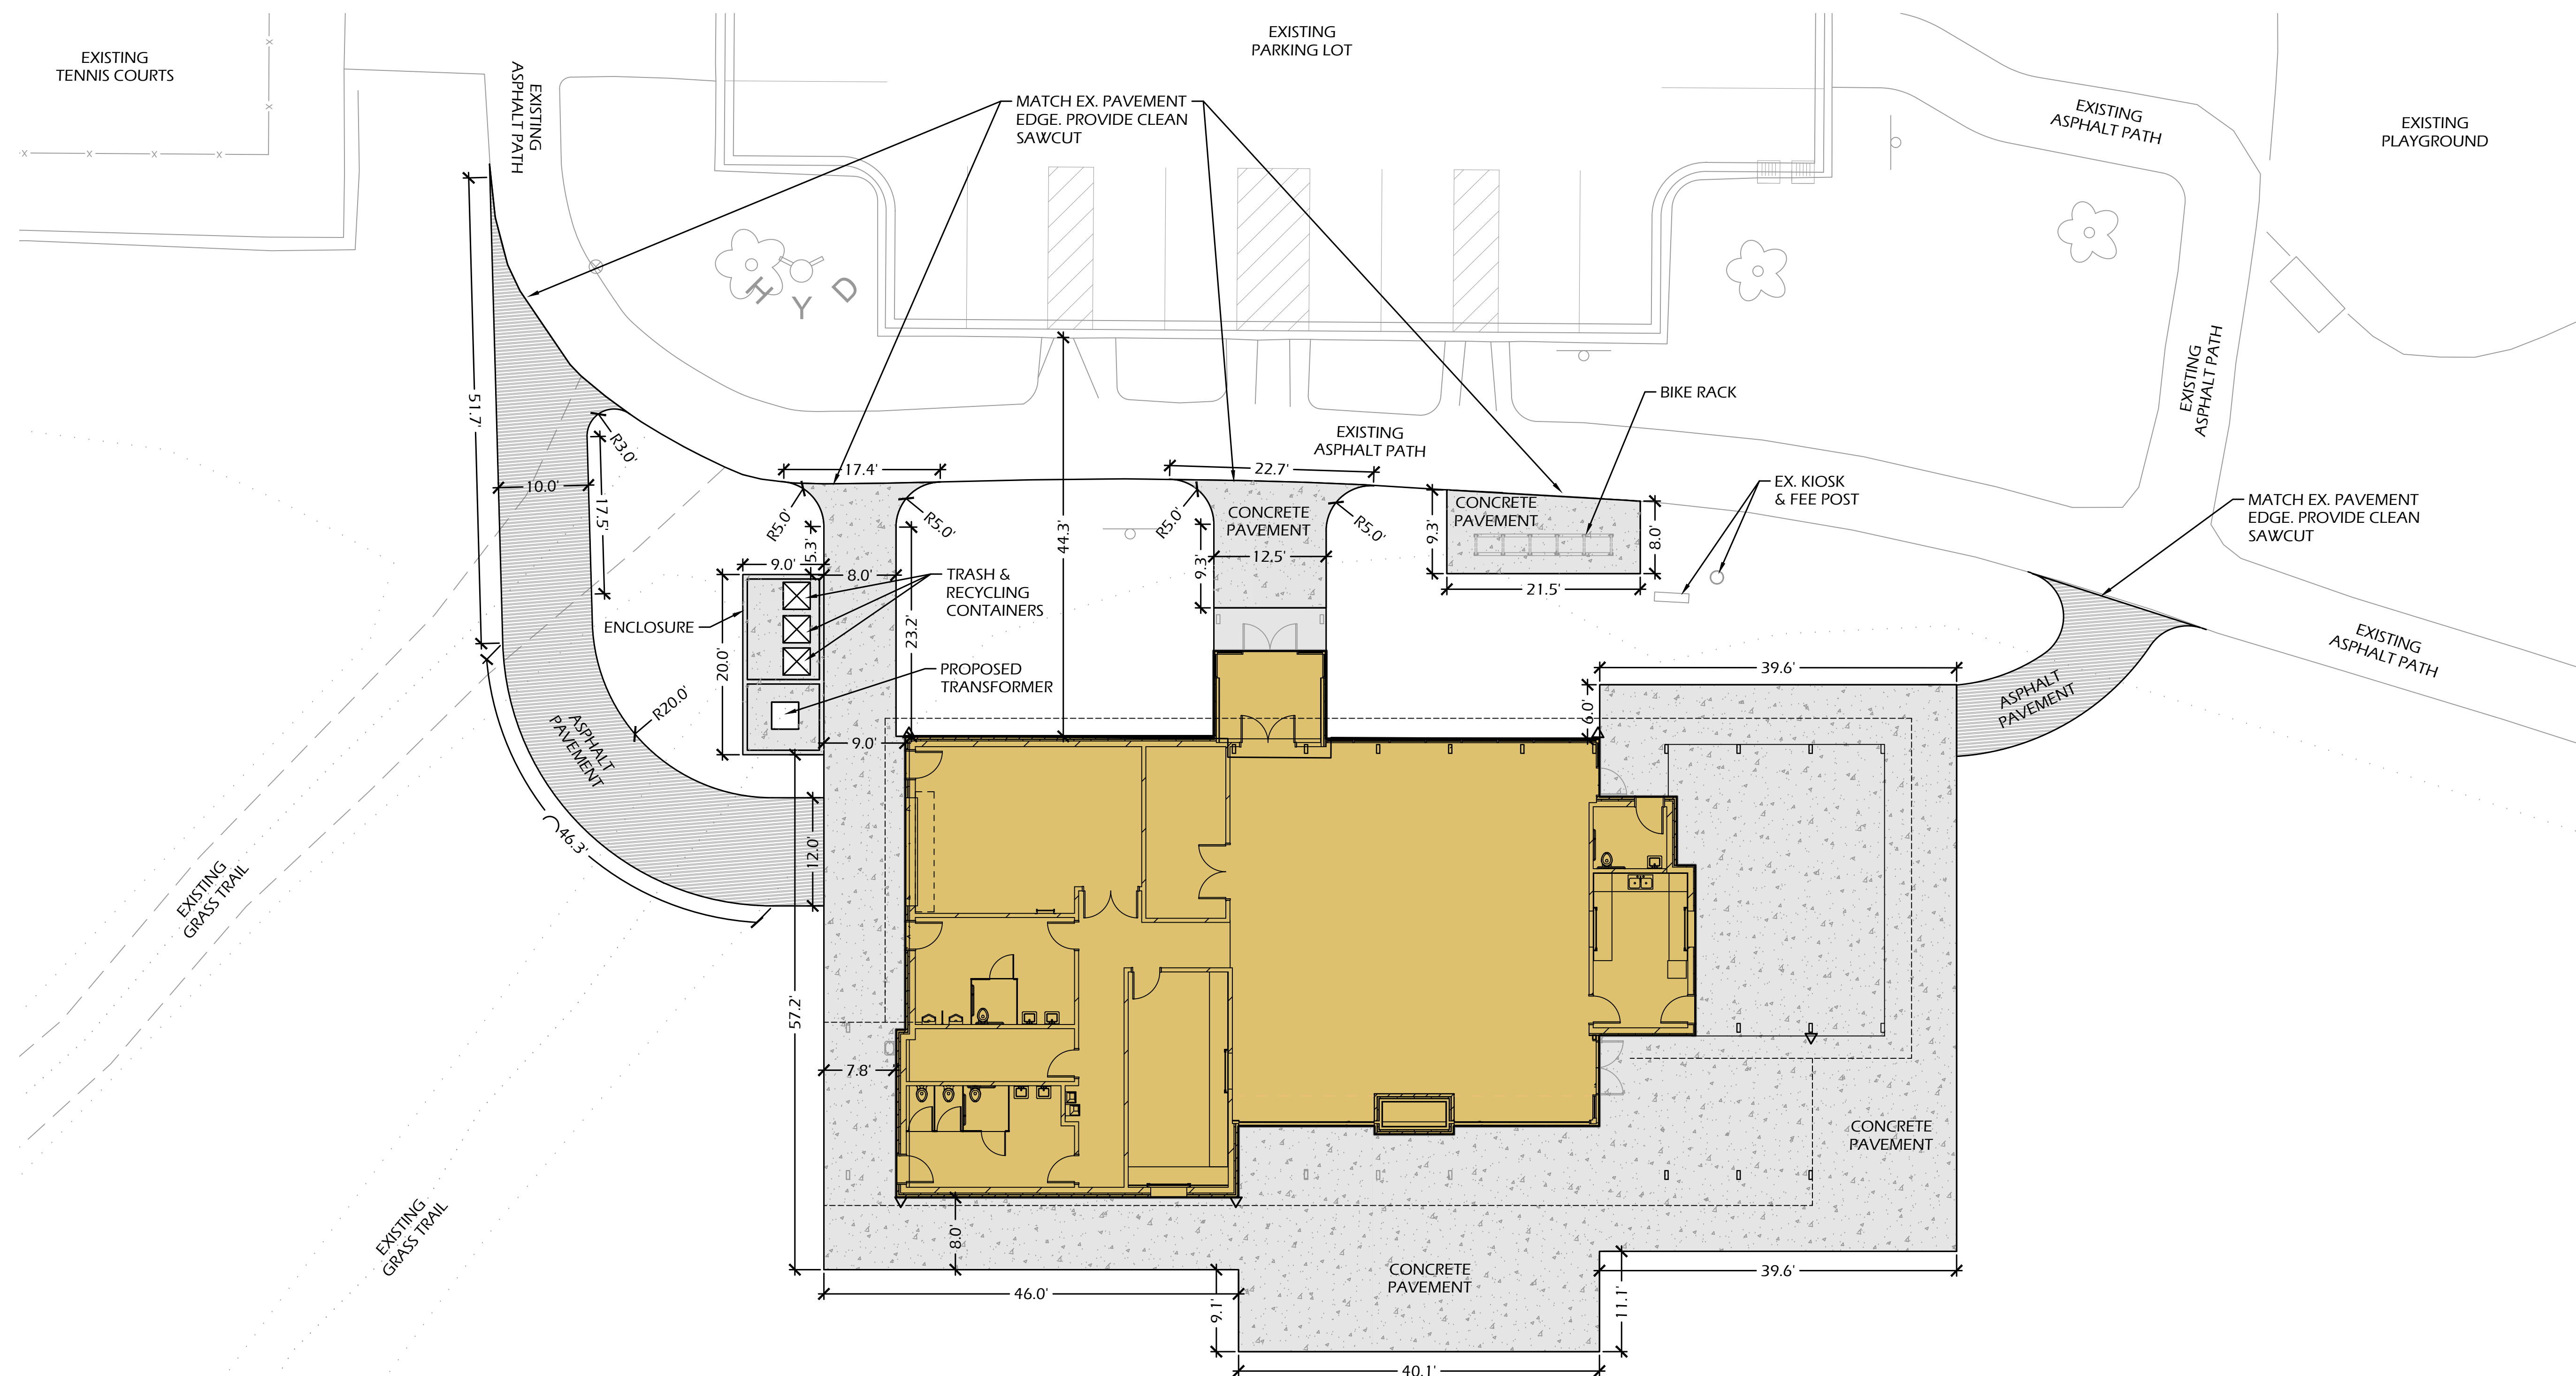 EXISTING
TENNIS COURTS
EXISTING
ASPHALT PATH
EXISTING
PARKING LOT
MATCH EX. PAVEMENT
EDGE. PROVIDE CLEAN
SAWCUT
EXISTING
ASPHALT PATH
EXISTING
PLAYGROUND
HYD
51.7'
10.0'
R3.0'
17.5'
17.4'
R5.0'
R5.0'
5.3'
9.0'
8.0'
44.3'
23.2'
EXISTING
ASPHALT PATH
22.7'
R5.0'
R5.0'
CONCRETE
PAVEMENT
12.5'
9.3'
BIKE RACK
CONCRETE
PAVEMENT
9.3'
8.0'
21.5'
EX. KIOSK
& FEE POST
EXISTING
ASPHALT PATH
MATCH EX. PAVEMENT
EDGE. PROVIDE CLEAN
SAWCUT
EXISTING
ASPHALT PATH
TRASH &
RECYCLING
CONTAINERS
ENCLOSURE
20.0'
PROPOSED
TRANSFORMER
R20.0'
9.0'
ASPHALT
PAVEMENT
46.3'
12.0'
39.6'
6.0'
ASPHALT
PAVEMENT
EXISTING
GRASS TRAIL
EXISTING
GRASS TRAIL
57.2'
7.8'
8.0'
46.0'
9.1'
CONCRETE
PAVEMENT
CONCRETE
PAVEMENT
39.6'
11.1'
40.1'